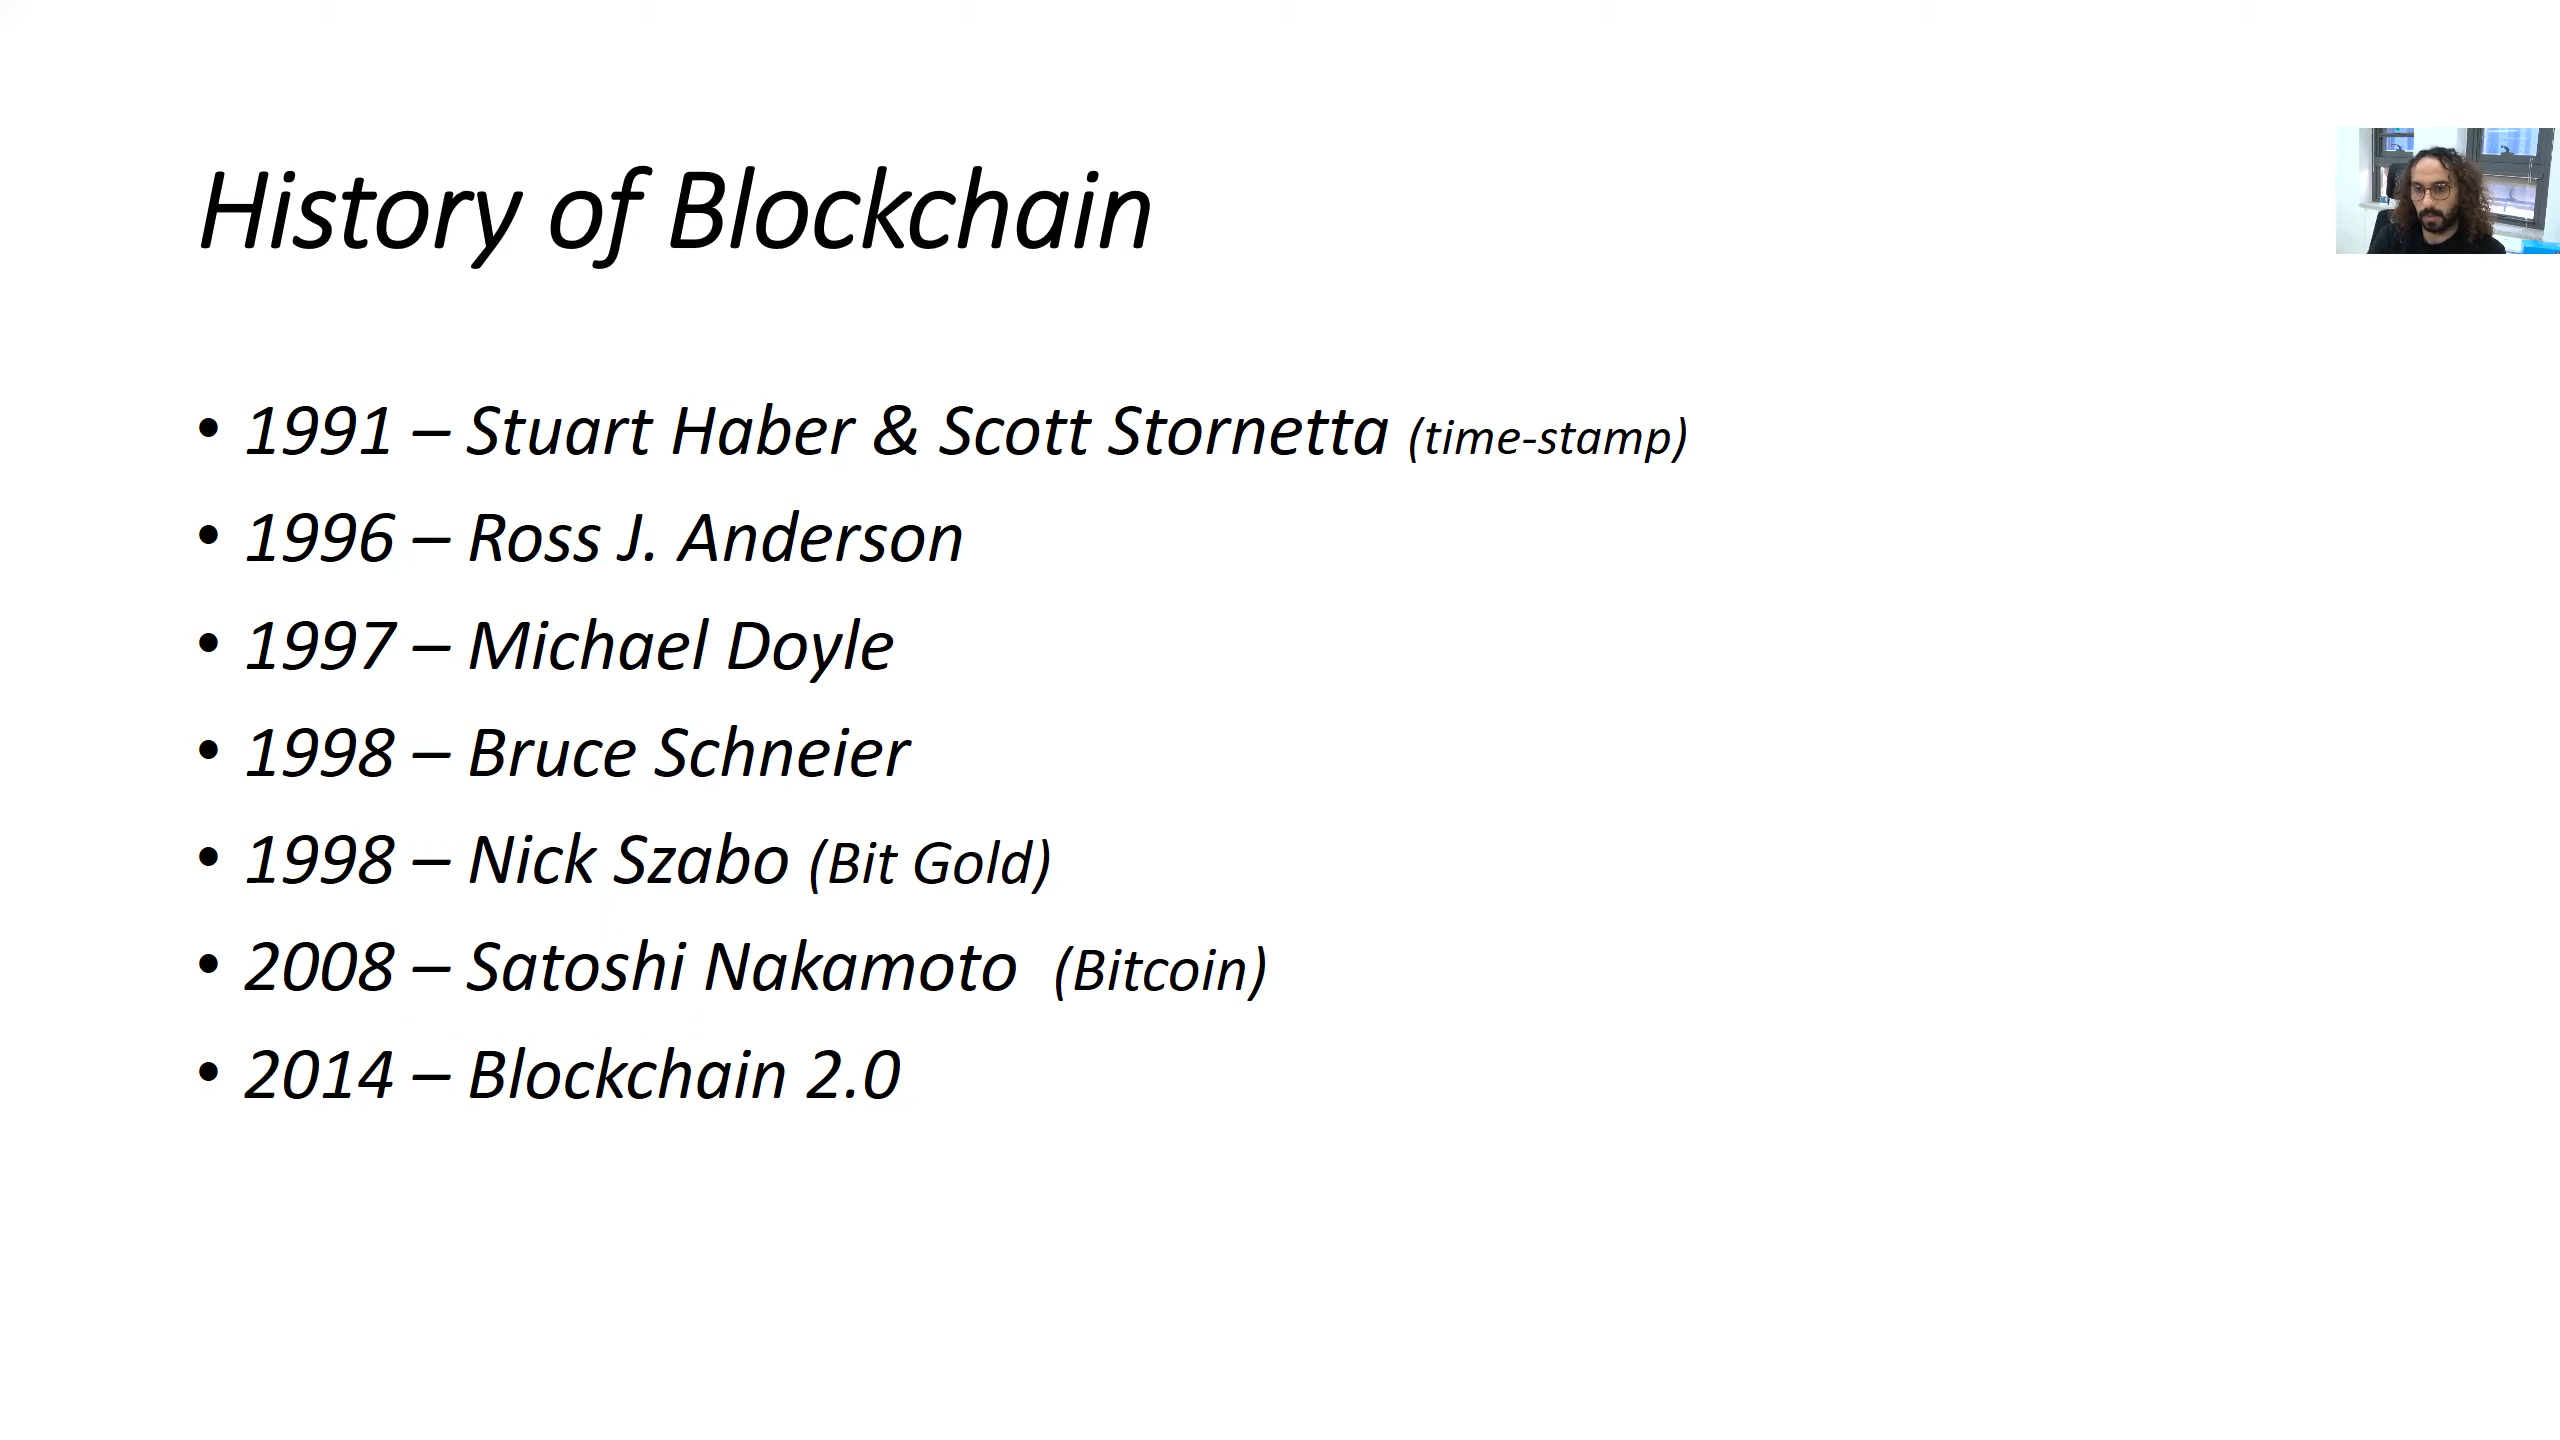 History of Blockchain
• 1991 – Stuart Haber & Scott Stornetta (time-stamp)
• 1996 – Ross J. Anderson
• 1997 – Michael Doyle
• 1998 – Bruce Schneier
• 1998 – Nick Szabo (Bit Gold)
• 2008 – Satoshi Nakamoto  (Bitcoin)
• 2014 – Blockchain 2.0